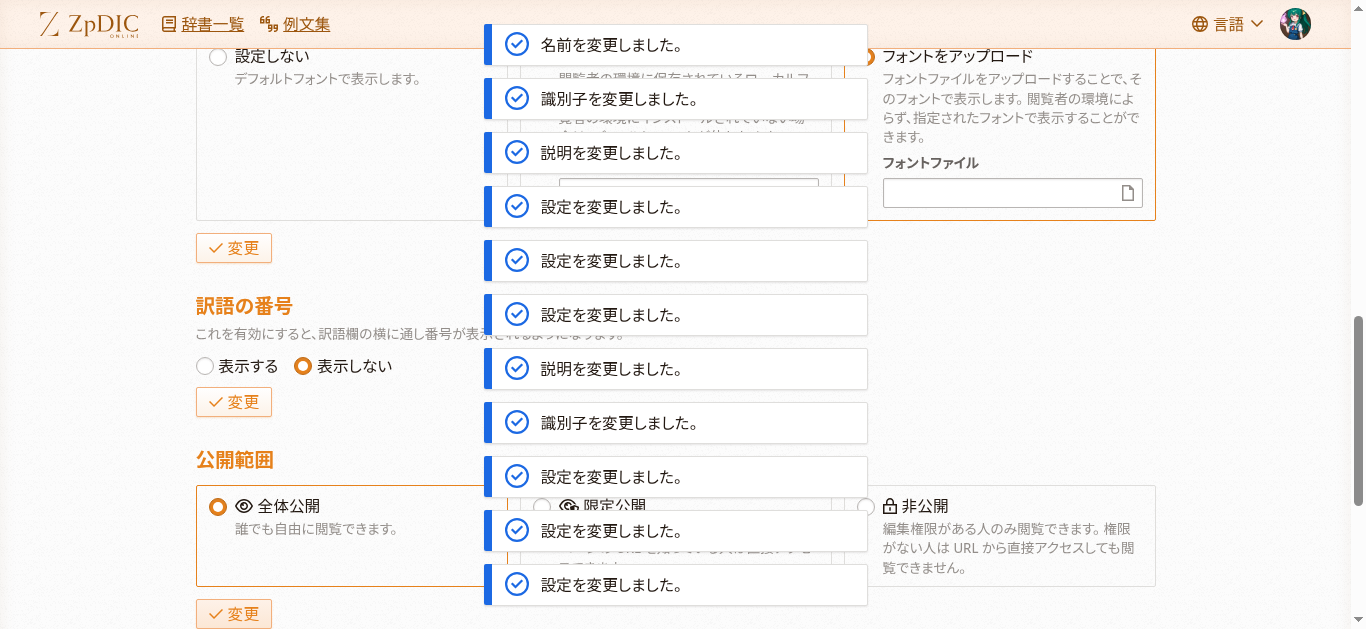 ZpDIC
ONLINE
辞書一覧
例文集
言語
設定しない
デフォルトフォントで表示します。
フォントをアップロード
フォントファイルをアップロードすることで、そ
のフォントで表示します。閲覧者の環境によ
らず、指定されたフォントで表示することがで
きます。
フォントファイル
変更
訳語の番号
これを有効にすると、訳語欄の横に通し番号が表示されるようになります。
表示する
表示しない
変更
公開範囲
全体公開
誰でも自由に閲覧できます。
限定公開
非公開
編集権限がある人のみ閲覧できます。権限
がない人は URL から直接アクセスしても閲
覧できません。
変更
名前を変更しました。
識別子を変更しました。
説明を変更しました。
設定を変更しました。
設定を変更しました。
設定を変更しました。
説明を変更しました。
識別子を変更しました。
設定を変更しました。
設定を変更しました。
設定を変更しました。